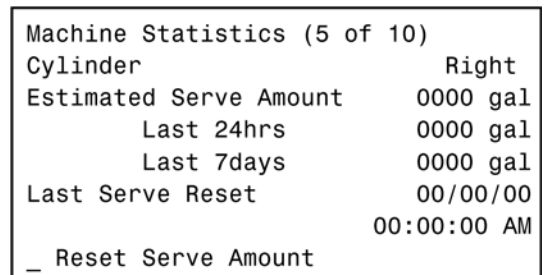 Machine Statistics (5 of 10)
Cylinder Right
Estimated Serve Amount 0000 gal
Last 24hrs 0000 gal
Last 7days 0000 gal
Last Serve Reset 00/00/00
00:00:00 AM
_ Reset Serve Amount